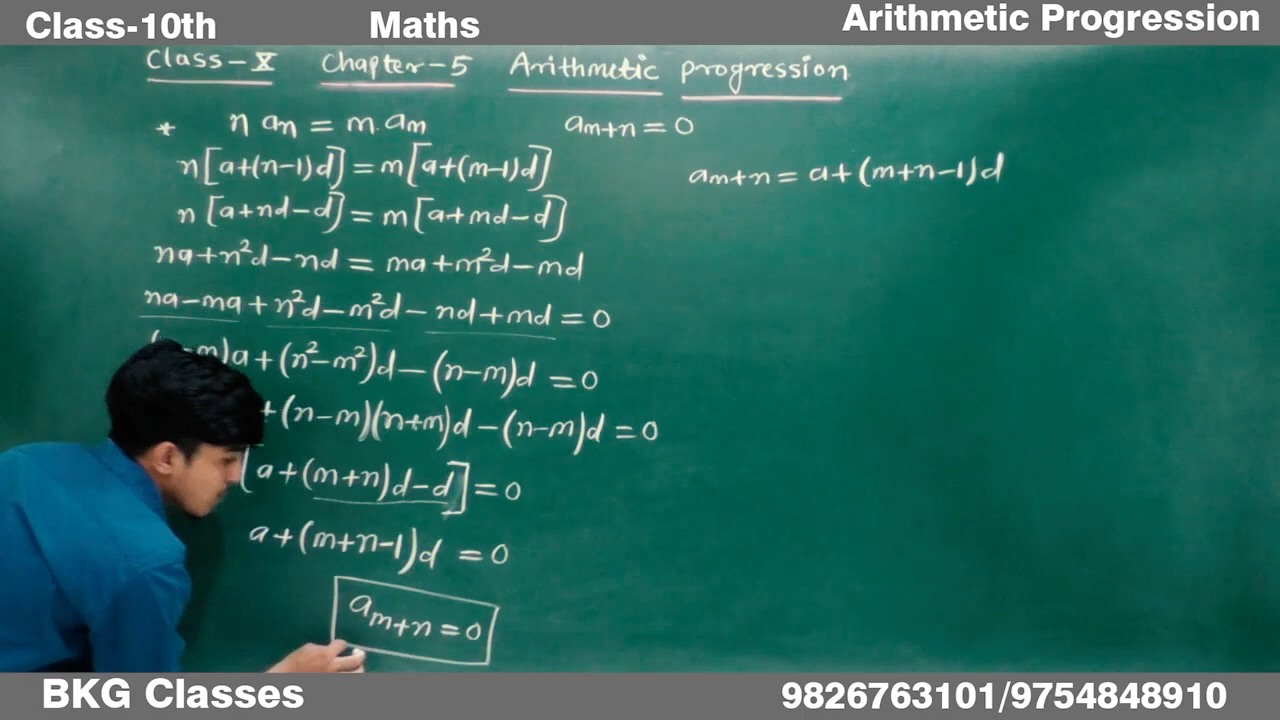 Class-10th Maths Arithmetic Progression
Class-X Chapter-5 Arithmetic progression
* n aₙ = m.aₘ aₘ₊ₙ = 0
n[a+(n-1)d] = m[a+(m-1)d] aₘ₊ₙ = a+(m+n-1)d
n[a+nd-d] = m[a+md-d]
na+n²d-nd = ma+m²d-md
na-ma+n²d-m²d-nd+md=0
m)a+(n²-m²)d-(n-m)d=0
+(n-m)(n+m)d-(n-m)d=0
[a+(m+n)d-d]=0
a+(m+n-1)d=0
aₘ₊ₙ=0
BKG Classes 9826763101/9754848910